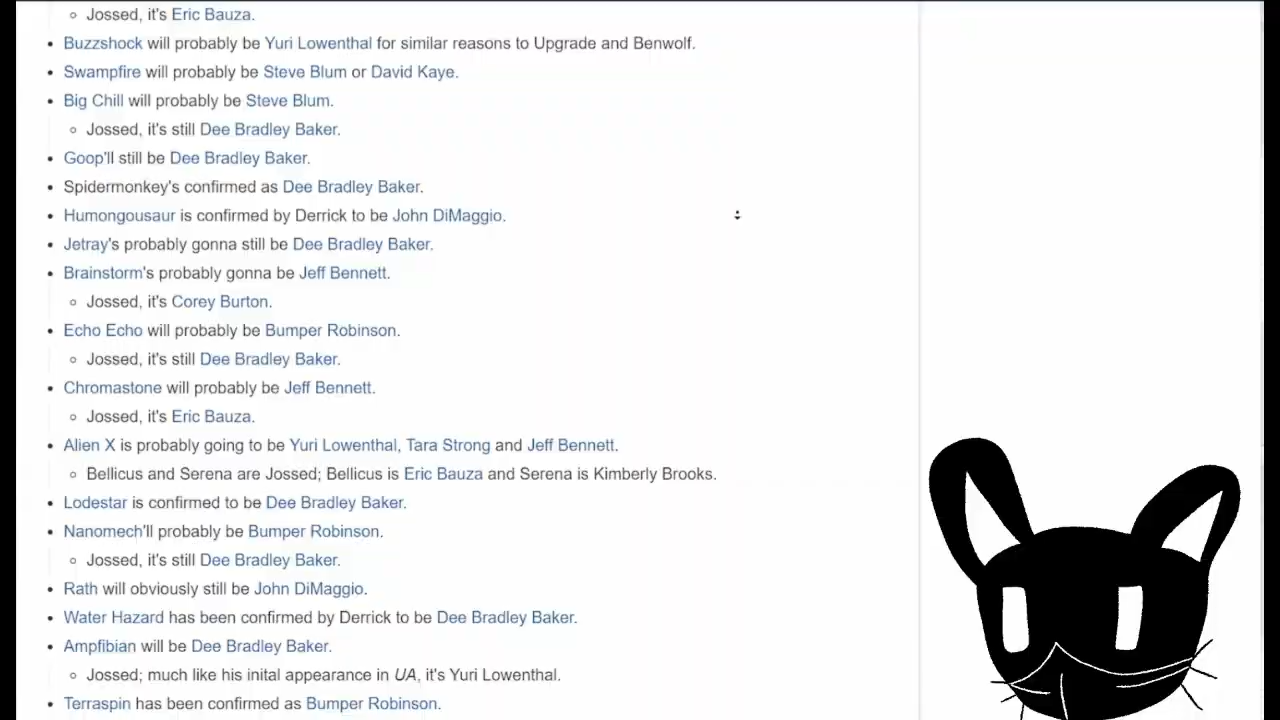 Jossed, it's Eric Bauza.
Buzzshock will probably be Yuri Lowenthal for similar reasons to Upgrade and Benwolf.
Swampfire will probably be Steve Blum or David Kaye.
Big Chill will probably be Steve Blum.
Jossed, it's still Dee Bradley Baker.
Goop'll still be Dee Bradley Baker.
Spidermonkey's confirmed as Dee Bradley Baker.
Humongousaur is confirmed by Derrick to be John DiMaggio.
Jetray's probably gonna still be Dee Bradley Baker.
Brainstorm's probably gonna be Jeff Bennett.
Jossed, it's Corey Burton.
Echo Echo will probably be Bumper Robinson.
Jossed, it's still Dee Bradley Baker.
Chromastone will probably be Jeff Bennett.
Jossed, it's Eric Bauza.
Alien X is probably going to be Yuri Lowenthal, Tara Strong and Jeff Bennett.
Bellicus and Serena are Jossed; Bellicus is Eric Bauza and Serena is Kimberly Brooks.
Lodestar is confirmed to be Dee Bradley Baker.
Nanomech'll probably be Bumper Robinson.
Jossed, it's still Dee Bradley Baker.
Rath will obviously still be John DiMaggio.
Water Hazard has been confirmed by Derrick to be Dee Bradley Baker.
Ampfibian will be Dee Bradley Baker.
Jossed; much like his inital appearance in UA, it's Yuri Lowenthal.
Terraspin has been confirmed as Bumper Robinson.